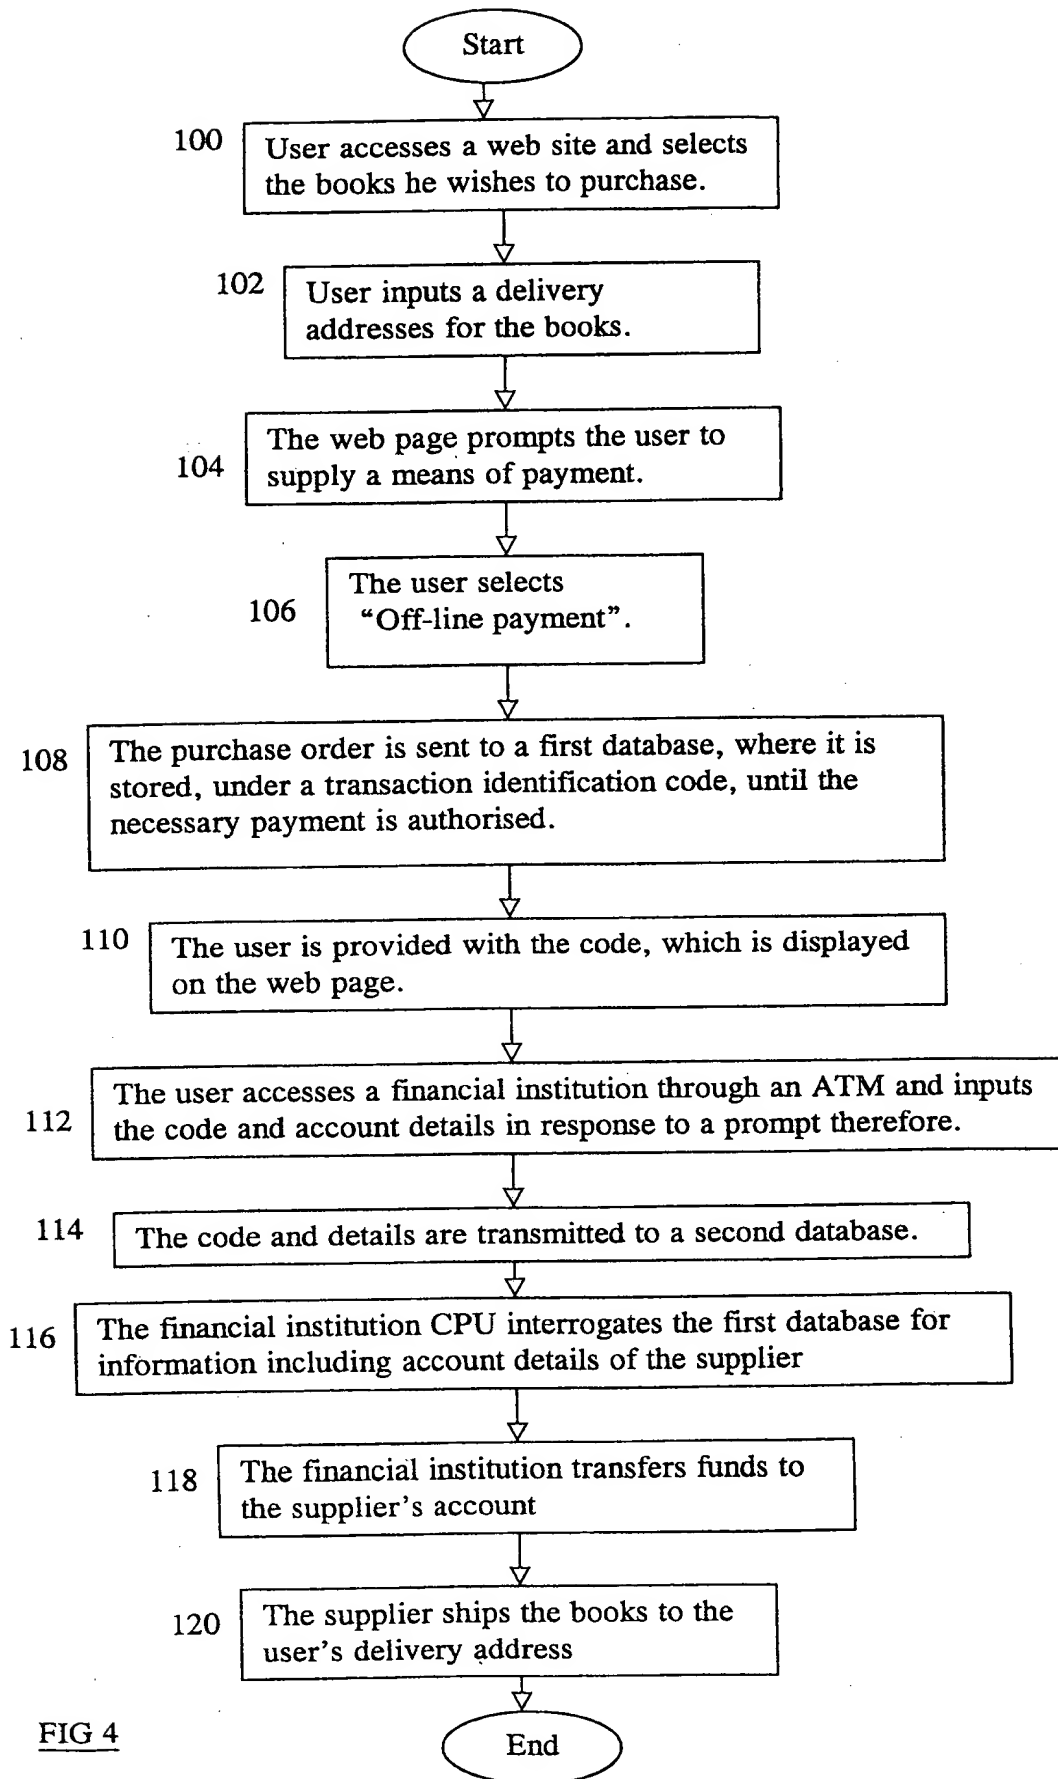 Start
100
User accesses a web site and selects
the books he wishes to purchase.
102
User inputs a delivery
addresses for the books.
104
The web page prompts the user to
supply a means of payment.
106
The user selects
“Off-line payment”.
108
The purchase order is sent to a first database, where it is
stored, under a transaction identification code, until the
necessary payment is authorised.
110
The user is provided with the code, which is displayed
on the web page.
112
The user accesses a financial institution through an ATM and inputs
the code and account details in response to a prompt therefore.
114
The code and details are transmitted to a second database.
116
The financial institution CPU interrogates the first database for
information including account details of the supplier
118
The financial institution transfers funds to
the supplier’s account
120
The supplier ships the books to the
user’s delivery address
End
FIG 4